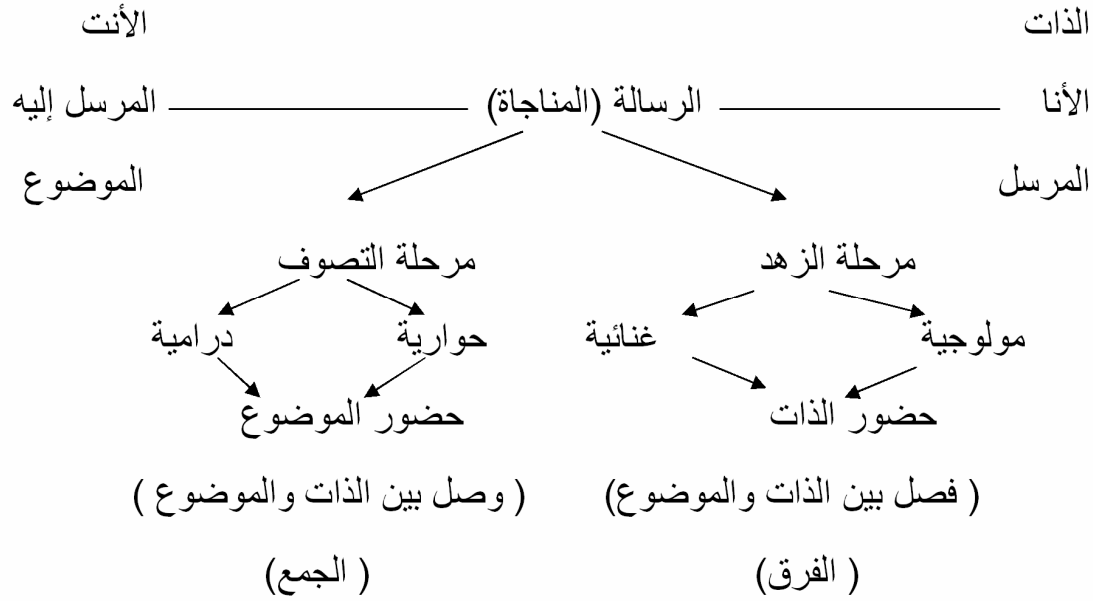 الذات الأنت
الأنا الرسالة (المناجاة) المرسل إليه
المرسل الموضوع
مرحلة الزهد مرحلة التصوف
مولوجية غنائية حوارية درامية
حضور الذات حضور الموضوع
( فصل بين الذات والموضوع) ( وصل بين الذات والموضوع )
( الفرق) ( الجمع)